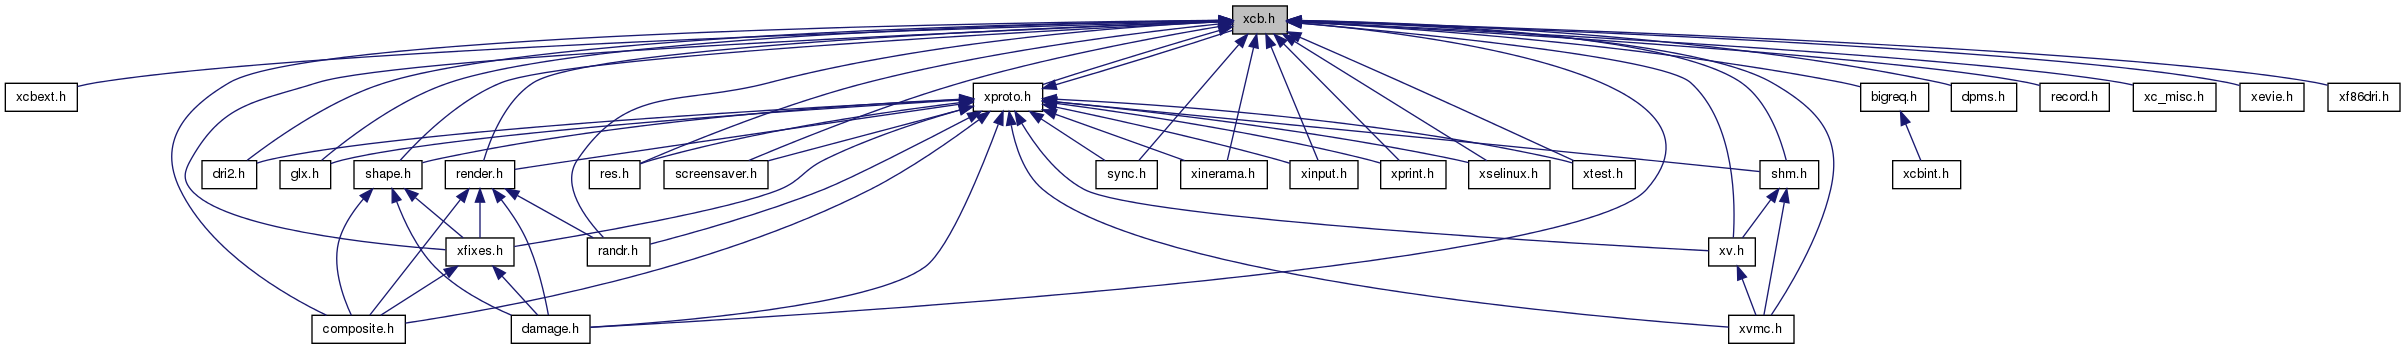 xcb.h
xcbext.h
xproto.h
bigreq.h
dpms.h
record.h
xc_misc.h
xevie.h
xf86dri.h
dri2.h
glx.h
shape.h
render.h
res.h
screensaver.h
sync.h
xinerama.h
xinput.h
xprint.h
xselinux.h
xtest.h
shm.h
xcbint.h
xfixes.h
randr.h
xv.h
composite.h
damage.h
xvmc.h